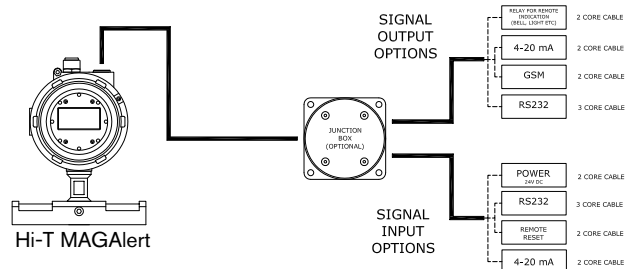 SIGNAL
OUTPUT
OPTIONS
RELAY FOR REMOTE
INDICATION
(BELL, LIGHT ETC)
2 CORE CABLE
4-20 mA
2 CORE CABLE
GSM
2 CORE CABLE
RS232
3 CORE CABLE
JUNCTION
BOX
(OPTIONAL)
Hi-T MAGAlert
SIGNAL
INPUT
OPTIONS
POWER
24V DC
2 CORE CABLE
RS232
3 CORE CABLE
REMOTE
RESET
2 CORE CABLE
4-20 mA
2 CORE CABLE